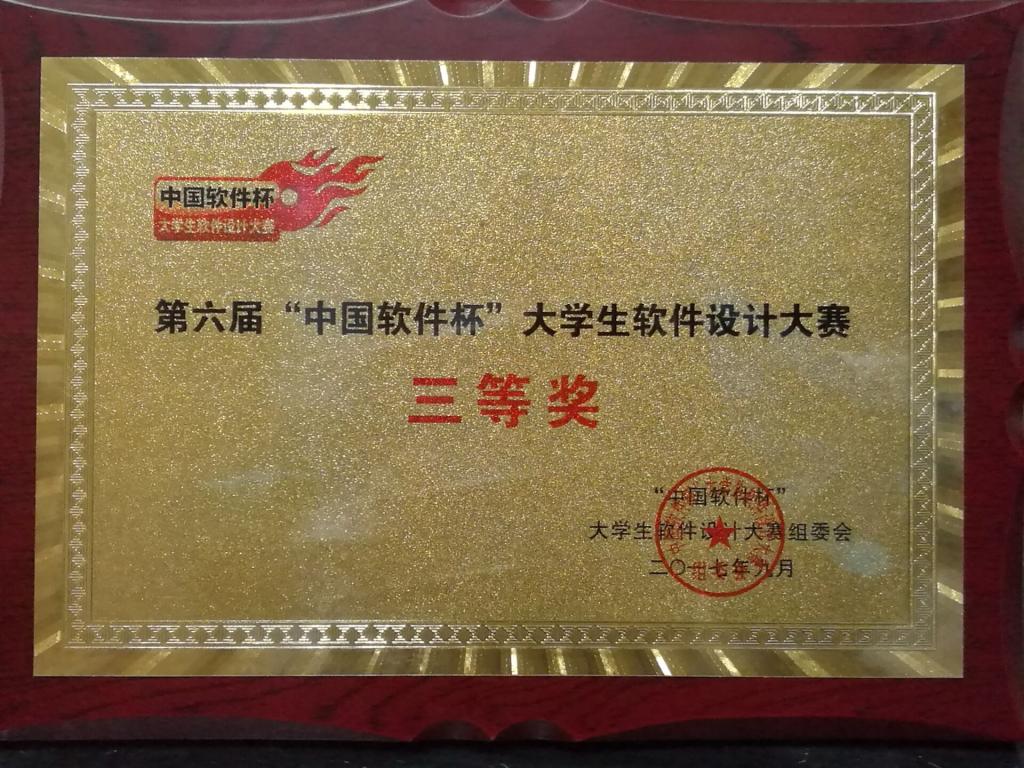 中国软件杯
大学生软件设计大赛
第六届“中国软件杯”大学生软件设计大赛
三等奖
“中国软件杯”
大学生软件设计大赛组委会
二〇一七年九月